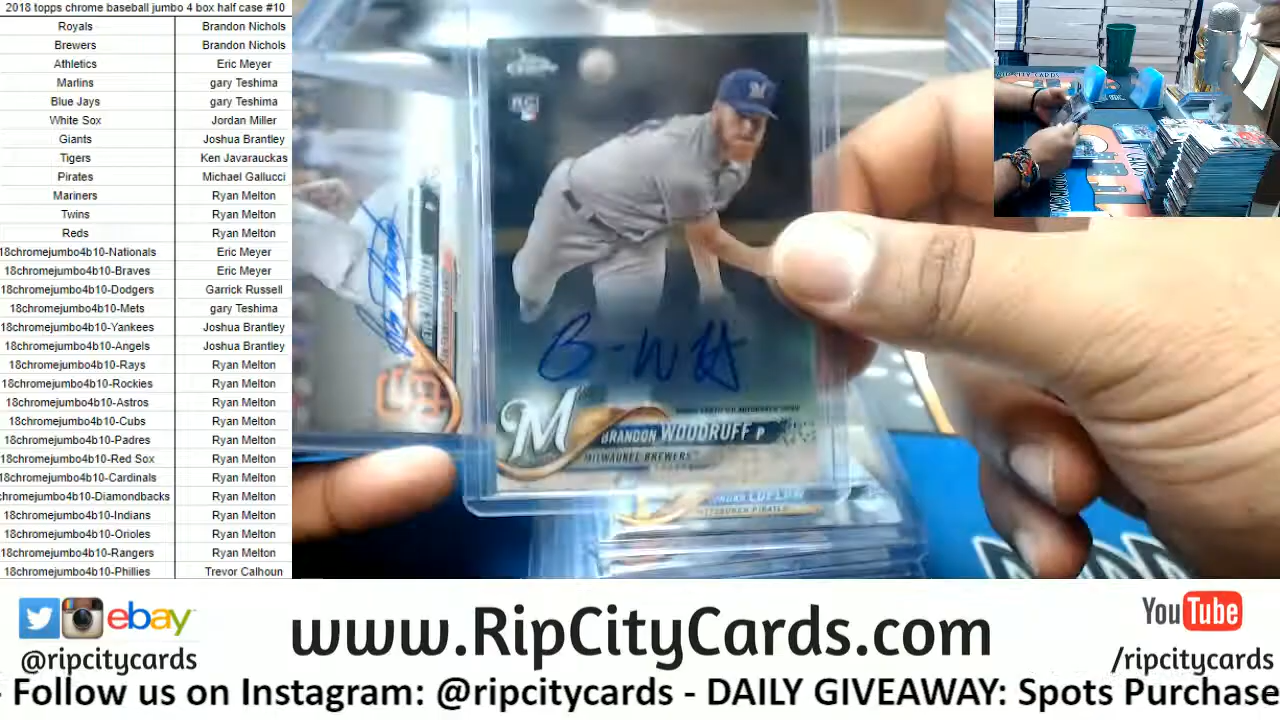 2018 topps chrome baseball jumbo 4 box half case #10
Royals Brandon Nichols
Brewers Brandon Nichols
Athletics Eric Meyer
Marlins gary Teshima
Blue Jays gary Teshima
White Sox Jordan Miller
Giants Joshua Brantley
Tigers Ken Javarauckas
Pirates Michael Gallucci
Mariners Ryan Melton
Twins Ryan Melton
Reds Ryan Melton
18chromejumbo4b10-Nationals Eric Meyer
18chromejumbo4b10-Braves Eric Meyer
18chromejumbo4b10-Dodgers Garrick Russell
18chromejumbo4b10-Mets gary Teshima
18chromejumbo4b10-Yankees Joshua Brantley
18chromejumbo4b10-Angels Joshua Brantley
18chromejumbo4b10-Rays Ryan Melton
18chromejumbo4b10-Rockies Ryan Melton
18chromejumbo4b10-Astros Ryan Melton
18chromejumbo4b10-Cubs Ryan Melton
18chromejumbo4b10-Padres Ryan Melton
18chromejumbo4b10-Red Sox Ryan Melton
18chromejumbo4b10-Cardinals Ryan Melton
hromejumbo4b10-Diamondbacks Ryan Melton
18chromejumbo4b10-Indians Ryan Melton
18chromejumbo4b10-Orioles Ryan Melton
18chromejumbo4b10-Rangers Ryan Melton
18chromejumbo4b10-Phillies Trevor Calhoun
RC
M
BRANDON WOODRUFF P
MILWAUKEE BREWERS
PITTSBURGH PIRATES
ebay
@ripcitycards
www.RipCityCards.com
YouTube
/ripcitycards
- Follow us on Instagram: @ripcitycards - DAILY GIVEAWAY: Spots Purchase